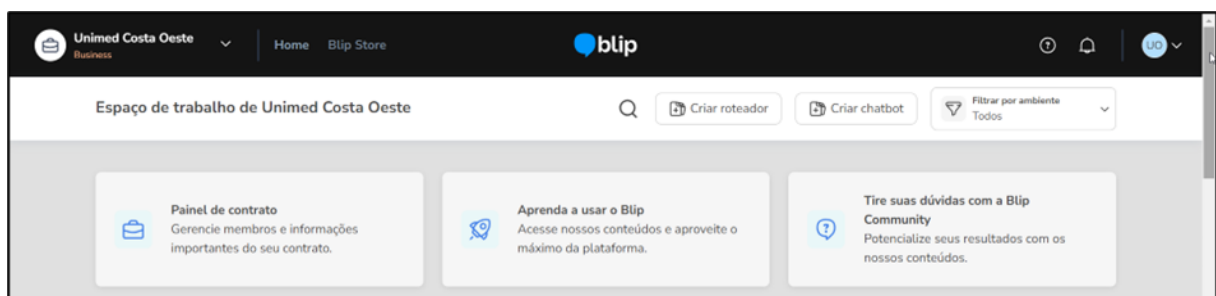 Unimed Costa Oeste
Business
Home
Blip Store
blip
UO
Espaço de trabalho de Unimed Costa Oeste
Criar roteador
Criar chatbot
Filtrar por ambiente
Todos
Painel de contrato
Gerencie membros e informações
importantes do seu contrato.
Aprenda a usar o Blip
Acesse nossos conteúdos e aproveite o
máximo da plataforma.
Tire suas dúvidas com a Blip
Community
Potencialize seus resultados com os
nossos conteúdos.